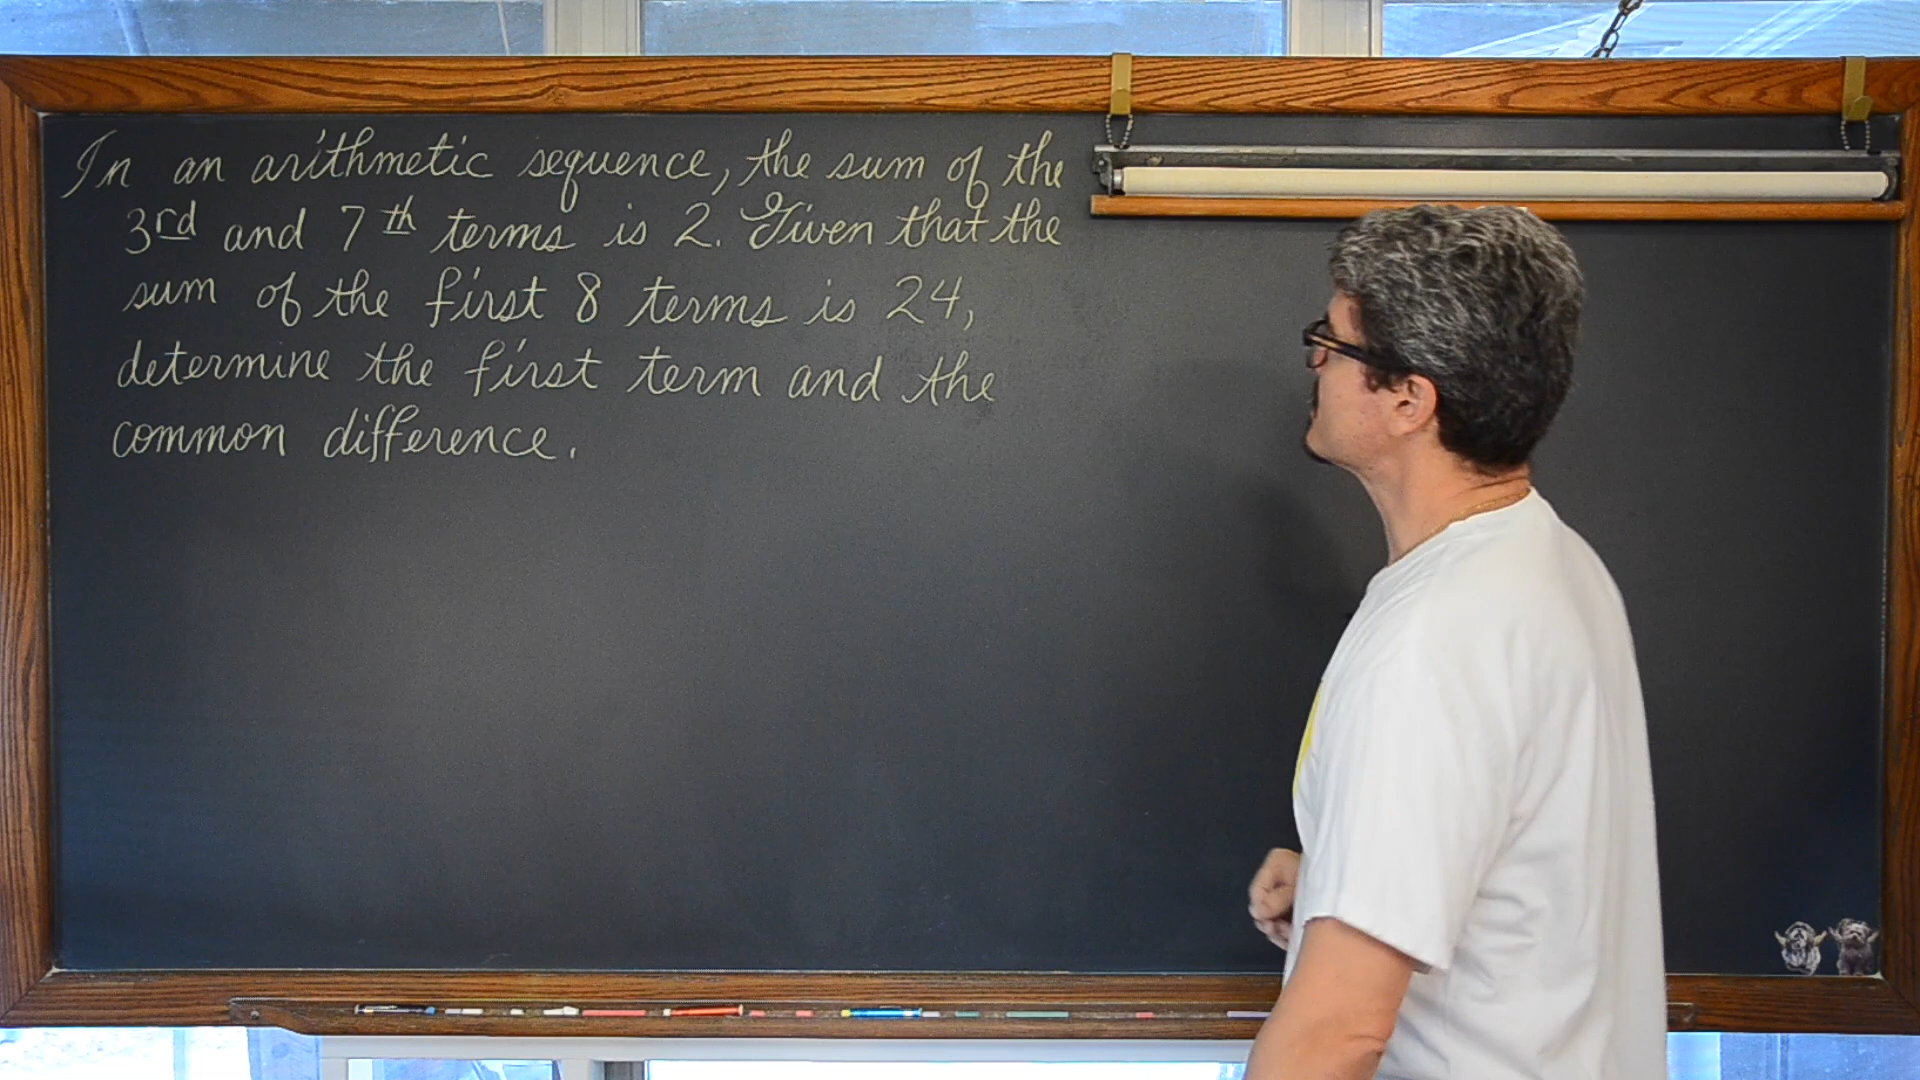 In an arithmetic sequence, the sum of the
3rd and 7th terms is 2. Given that the
sum of the first 8 terms is 24,
determine the first term and the
common difference.